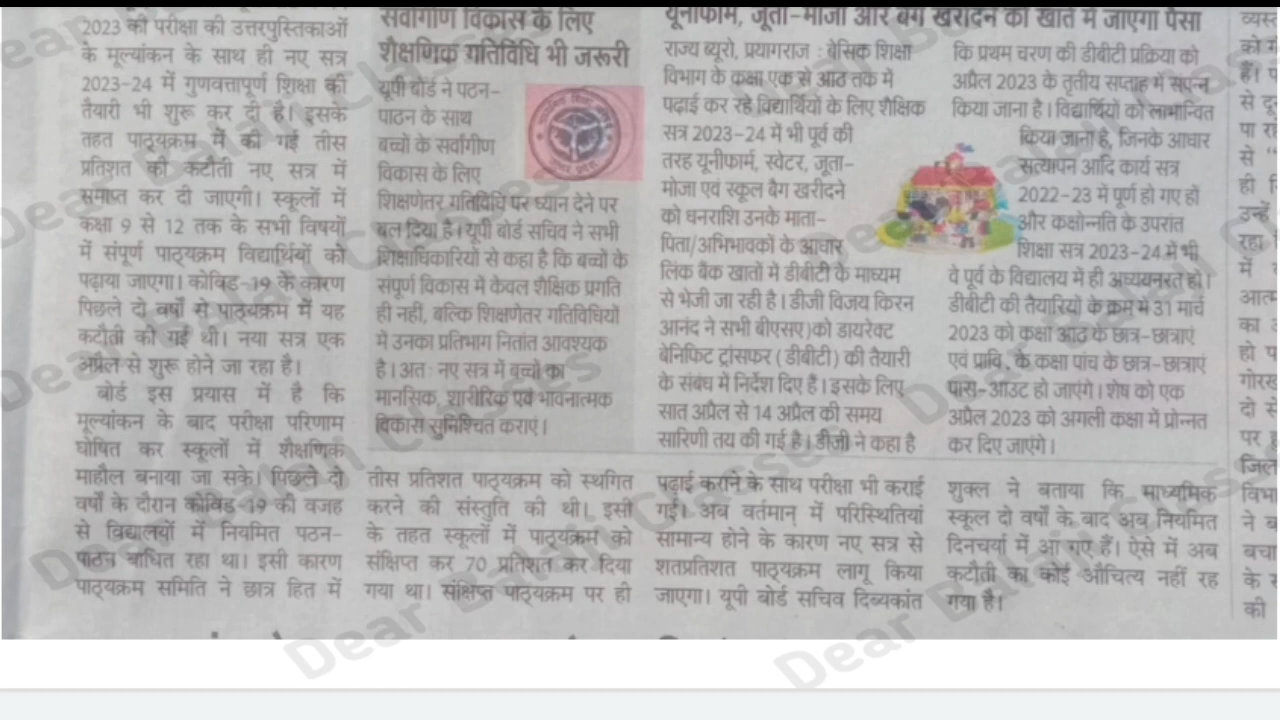 2023 की परीक्षा की उत्तरपुस्तिकाओं
के मूल्यांकन के साथ ही नए सत्र
2023-24 में गुणवत्तापूर्ण शिक्षा की
तैयारी भी शुरू कर दी है। इसके
तहत पाठ्यक्रम में की गई तीस
प्रतिशत की कटौती नए सत्र में
समाप्त कर दी जाएगी। स्कूलों में
कक्षा 9 से 12 तक के सभी विषयों
में संपूर्ण पाठ्यक्रम विद्यार्थियों को
पढ़ाया जाएगा। कोविड-19 के कारण
पिछले दो वर्षों से पाठ्यक्रम में यह
कटौती की गई थी। नया सत्र एक
अप्रैल से शुरू होने जा रहा है।
बोर्ड इस प्रयास में है कि
मूल्यांकन के बाद परीक्षा परिणाम
घोषित कर स्कूलों में शैक्षणिक
माहौल बनाया जा सके। पिछले दो
वर्षों के दौरान कोविड-19 की वजह
से विद्यालयों में नियमित पठन-
पाठन बाधित रहा था। इसी कारण
पाठ्यक्रम समिति ने छात्र हित में
सर्वांगीण विकास के लिए
शैक्षणिक गतिविधि भी जरूरी
यूपी बोर्ड ने पठन-
पाठन के साथ
बच्चों के सर्वांगीण
विकास के लिए
शिक्षणेतर गतिविधि पर ध्यान देने पर
बल दिया है। यूपी बोर्ड सचिव ने सभी
शिक्षाधिकारियों से कहा है कि बच्चों के
संपूर्ण विकास में केवल शैक्षिक प्रगति
ही नहीं, बल्कि शिक्षणेतर गतिविधियों
में उनका प्रतिभाग नितांत आवश्यक
है। अतः नए सत्र में बच्चों का
मानसिक, शारीरिक एवं भावनात्मक
विकास सुनिश्चित कराएं।
तीस प्रतिशत पाठ्यक्रम को स्थगित
करने की संस्तुति की थी। इसी
के तहत स्कूलों में पाठ्यक्रम को
संक्षिप्त कर 70 प्रतिशत कर दिया
गया था। संक्षिप्त पाठ्यक्रम पर ही
यूनीफार्म, जूता-मोजा और बैग खरीदने को खाते में जाएगा पैसा
राज्य ब्यूरो, प्रयागराज : बेसिक शिक्षा
विभाग के कक्षा एक से आठ तक में
पढ़ाई कर रहे विद्यार्थियों के लिए शैक्षिक
सत्र 2023-24 में भी पूर्व की
तरह यूनीफार्म, स्वेटर, जूता-
मोजा एवं स्कूल बैग खरीदने
को धनराशि उनके माता-
पिता/अभिभावकों के आधार
लिंक बैंक खातों में डीबीटी के माध्यम
से भेजी जा रही है। डीजी विजय किरन
आनंद ने सभी बीएसए)को डायरेक्ट
बेनिफिट ट्रांसफर (डीबीटी) की तैयारी
के संबंध में निर्देश दिए है। इसके लिए
सात अप्रैल से 14 अप्रैल की समय
सारिणी तय की गई है। डीजी ने कहा है
कि प्रथम चरण की डीबीटी प्रक्रिया को
अप्रैल 2023 के तृतीय सप्ताह में संपन्न
किया जाना है। विद्यार्थियों को लाभान्वित
किया जाना है, जिनके आधार
सत्यापन आदि कार्य सत्र
2022-23 में पूर्ण हो गए हों
और कक्षोन्नति के उपरांत
शिक्षा सत्र 2023-24 में भी
वे पूर्व के विद्यालय में ही अध्ययनरत हो।
डीबीटी की तैयारियों के क्रम में 31 मार्च
2023 को कक्षा आठ के छात्र-छात्राएं
एवं प्रावि. के कक्षा पांच के छात्र-छात्राएं
पास-आउट हो जाएंगे। शेष को एक
अप्रैल 2023 को अगली कक्षा में प्रोन्नत
कर दिए जाएंगे।
पढ़ाई कराने के साथ परीक्षा भी कराई
गई। अब वर्तमान में परिस्थितियां
सामान्य होने के कारण नए सत्र से
शतप्रतिशत पाठ्यक्रम लागू किया
जाएगा। यूपी बोर्ड सचिव दिब्यकांत
शुक्ल ने बताया कि माध्यमिक
स्कूल दो वर्षों के बाद अब नियमित
दिनचर्या में आ गए हैं। ऐसे में अब
कटौती का कोई औचित्य नहीं रह
गया है।
Dear Balaji Classes